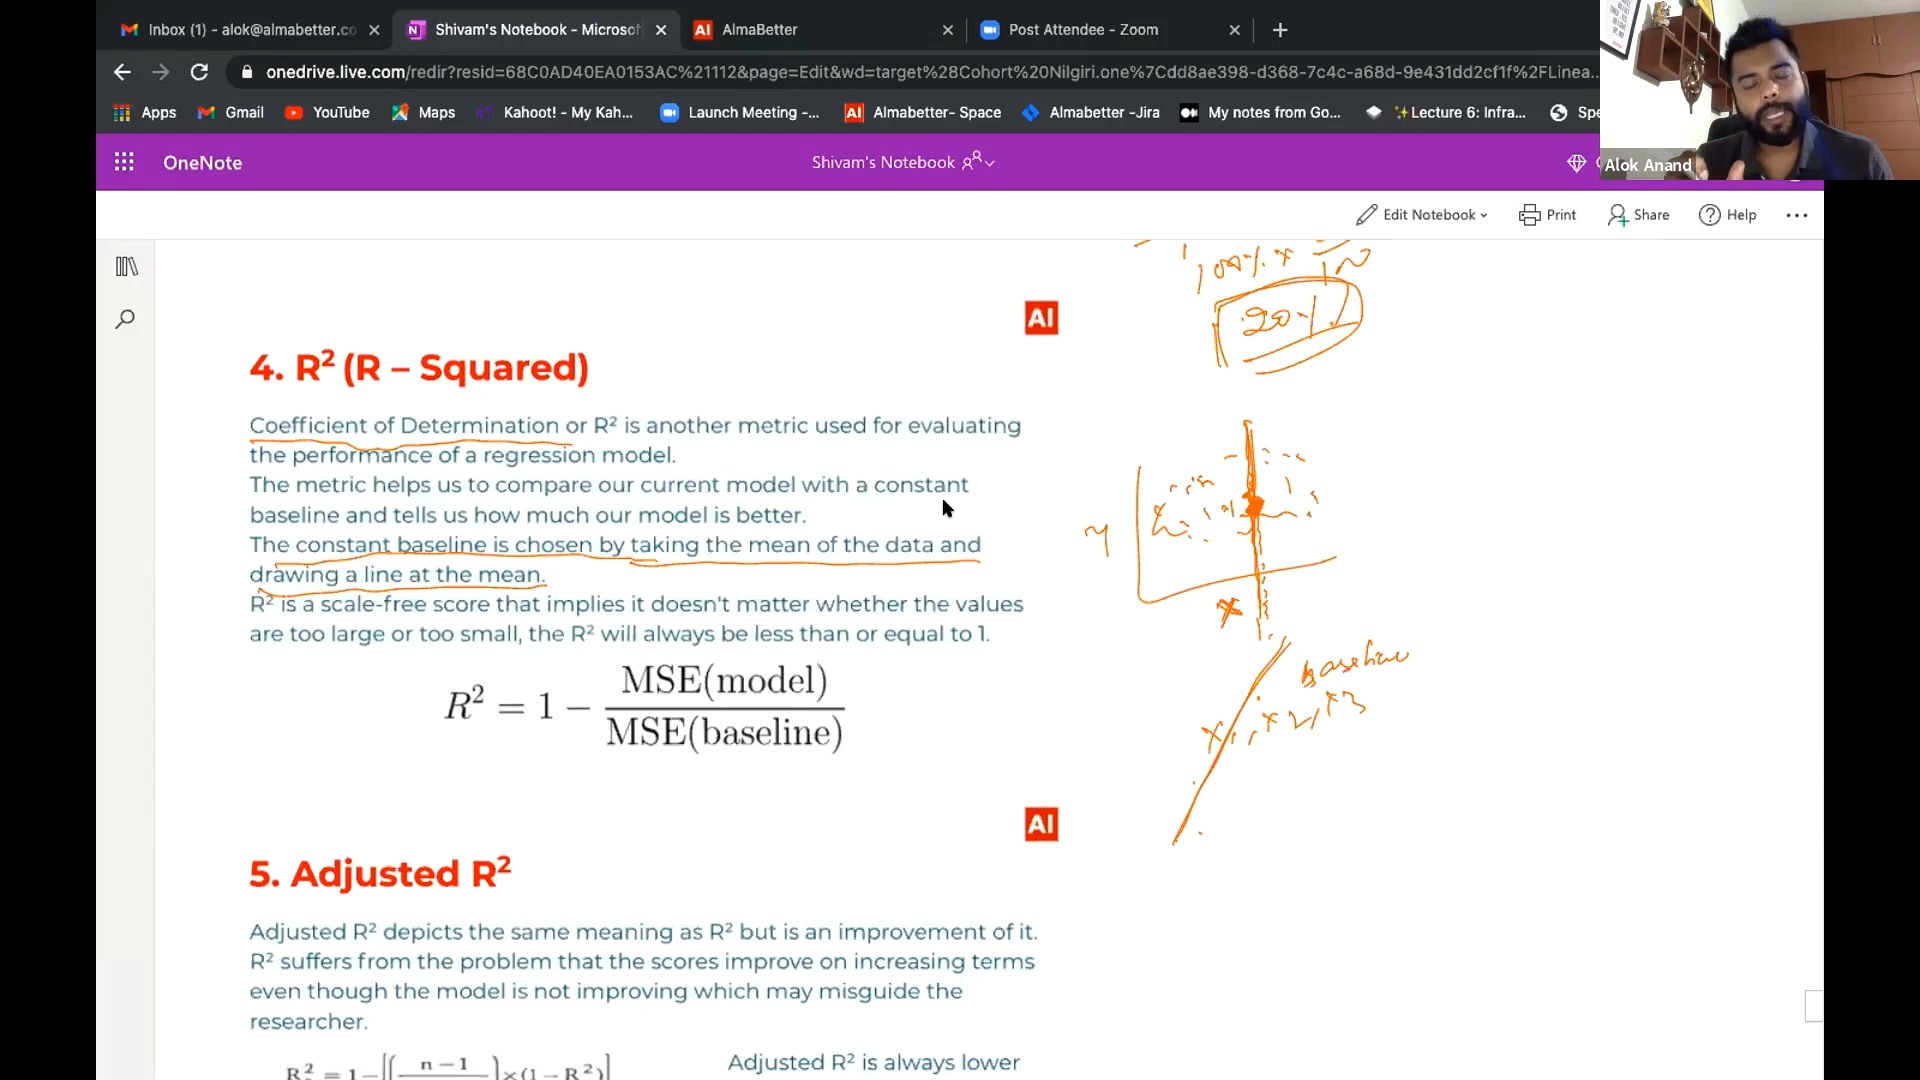 Inbox (1) - alok@almabetter.co
Shivam's Notebook - Microsof
AI AlmaBetter
Post Attendee - Zoom
onedrive.live.com/redir?resid=68C0AD40EA0153AC%21112&page=Edit&wd=target%28Cohort%20Nilgiri.one%7Cdd8ae398-d368-7c4c-a68d-9e431dd2cf1f%2FLinea...
Apps
Gmail
YouTube
Maps
Kahoot! - My Kah...
Launch Meeting -...
AI Almabetter- Space
Almabetter -Jira
My notes from Go...
✨Lecture 6: Infra...
Alok Anand
OneNote
Shivam's Notebook
Edit Notebook
Print
Share
Help
100% x
20%
AI
4. R² (R – Squared)
Coefficient of Determination or R² is another metric used for evaluating
the performance of a regression model.
The metric helps us to compare our current model with a constant
baseline and tells us how much our model is better.
The constant baseline is chosen by taking the mean of the data and
drawing a line at the mean.
R² is a scale-free score that implies it doesn't matter whether the values
are too large or too small, the R² will always be less than or equal to 1.
R² = 1 − MSE(model) / MSE(baseline)
y
x
baseline
x1, x2, x3
AI
5. Adjusted R²
Adjusted R² depicts the same meaning as R² but is an improvement of it.
R² suffers from the problem that the scores improve on increasing terms
even though the model is not improving which may misguide the
researcher.
n − 1
×(1 − R²)
Adjusted R² is always lower